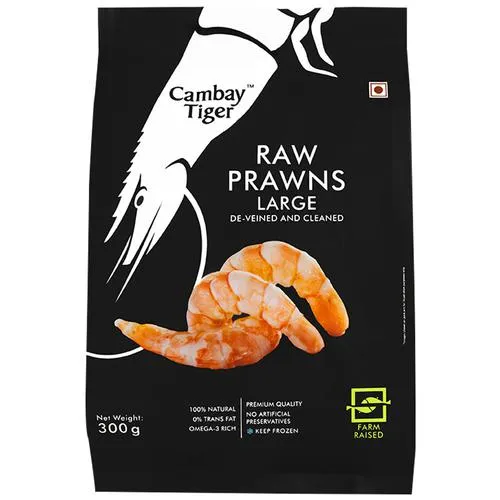 Cambay™
Tiger
RAW
PRAWNS
LARGE
DE-VEINED AND CLEANED
100% NATURAL
0% TRANS FAT
OMEGA-3 RICH
PREMIUM QUALITY
NO ARTIFICIAL
PRESERVATIVES
KEEP FROZEN
Net Weight:
300g
FARM
RAISED